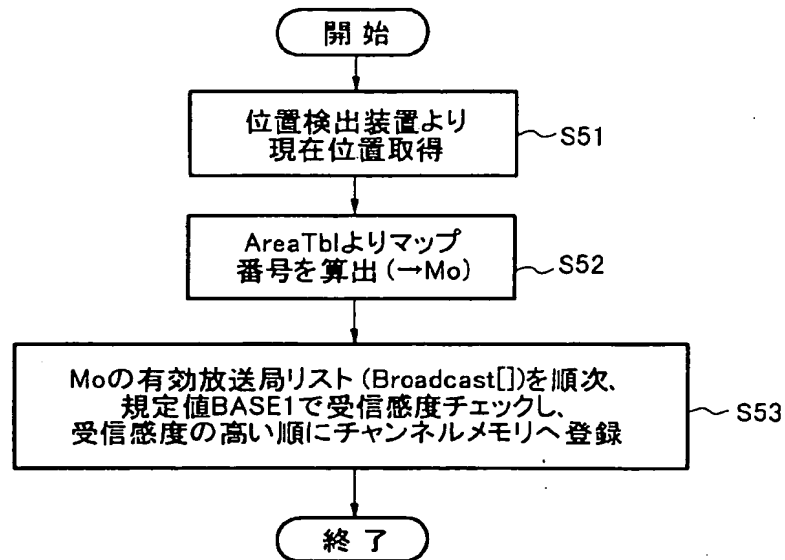 開 始
位置検出装置より
現在位置取得
S51
AreaTblよりマップ
番号を算出(→Mo)
S52
Moの有効放送局リスト(Broadcast[])を順次、
規定値BASE1で受信感度チェックし、
受信感度の高い順にチャンネルメモリへ登録
S53
終 了